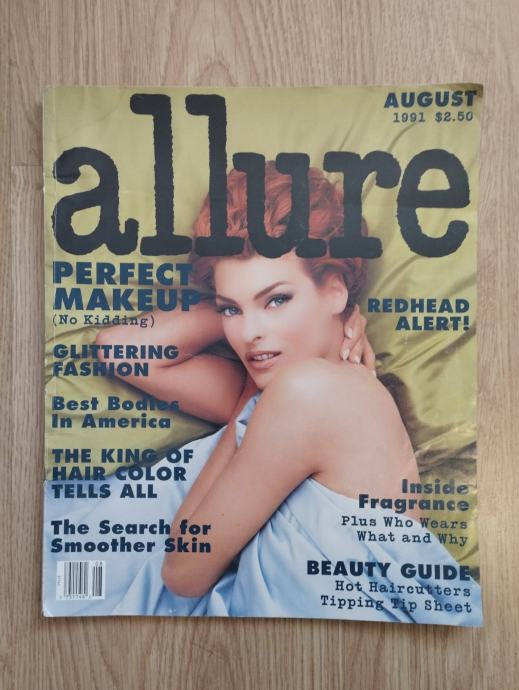 AUGUST
1991 $2.50
allure
PERFECT
MAKEUP
(No Kidding)
REDHEAD
ALERT!
GLITTERING
FASHION
Best Bodies
In America
THE KING OF
HAIR COLOR
TELLS ALL
Inside
Fragrance
Plus Who Wears
What and Why
The Search for
Smoother Skin
BEAUTY GUIDE
Hot Haircutters
Tipping Tip Sheet
08